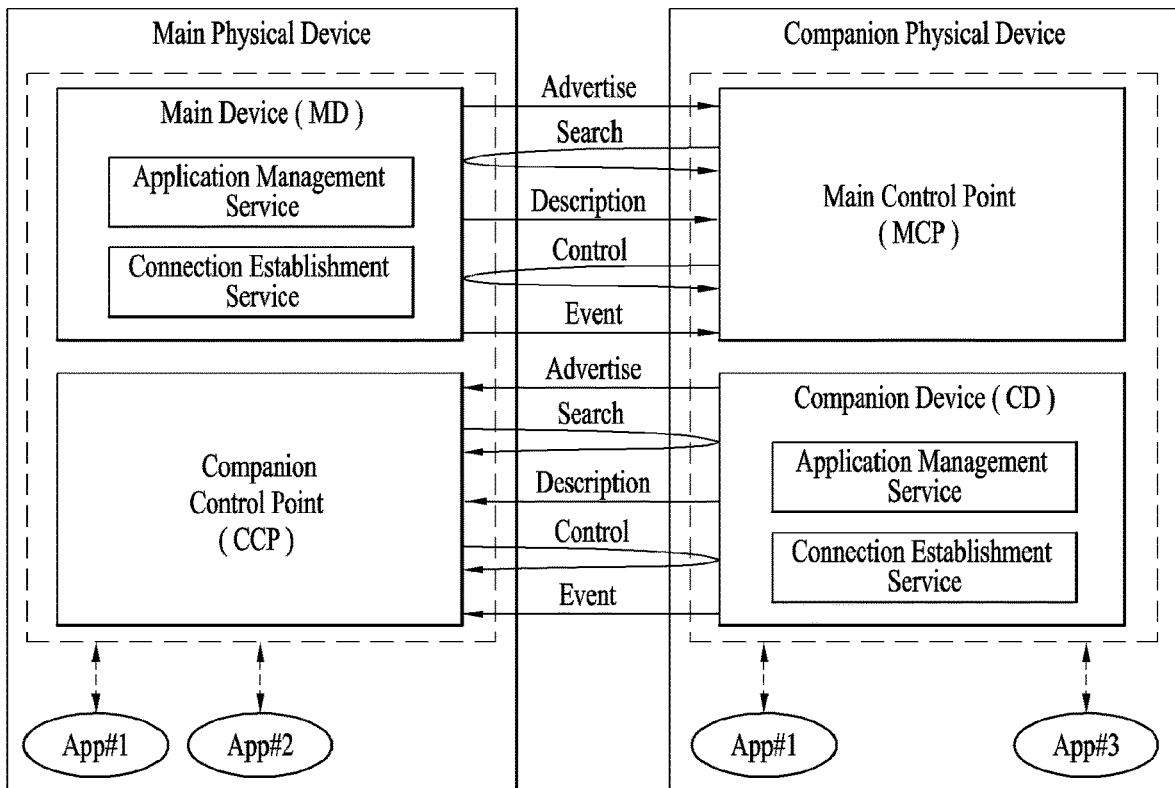 Main Physical Device
Main Device ( MD )
Application Management
Service
Connection Establishment
Service
Companion
Control Point
( CCP )
App#1
App#2
Advertise
Search
Description
Control
Event
Advertise
Search
Description
Control
Event
Companion Physical Device
Main Control Point
( MCP )
Companion Device ( CD )
Application Management
Service
Connection Establishment
Service
App#1
App#3